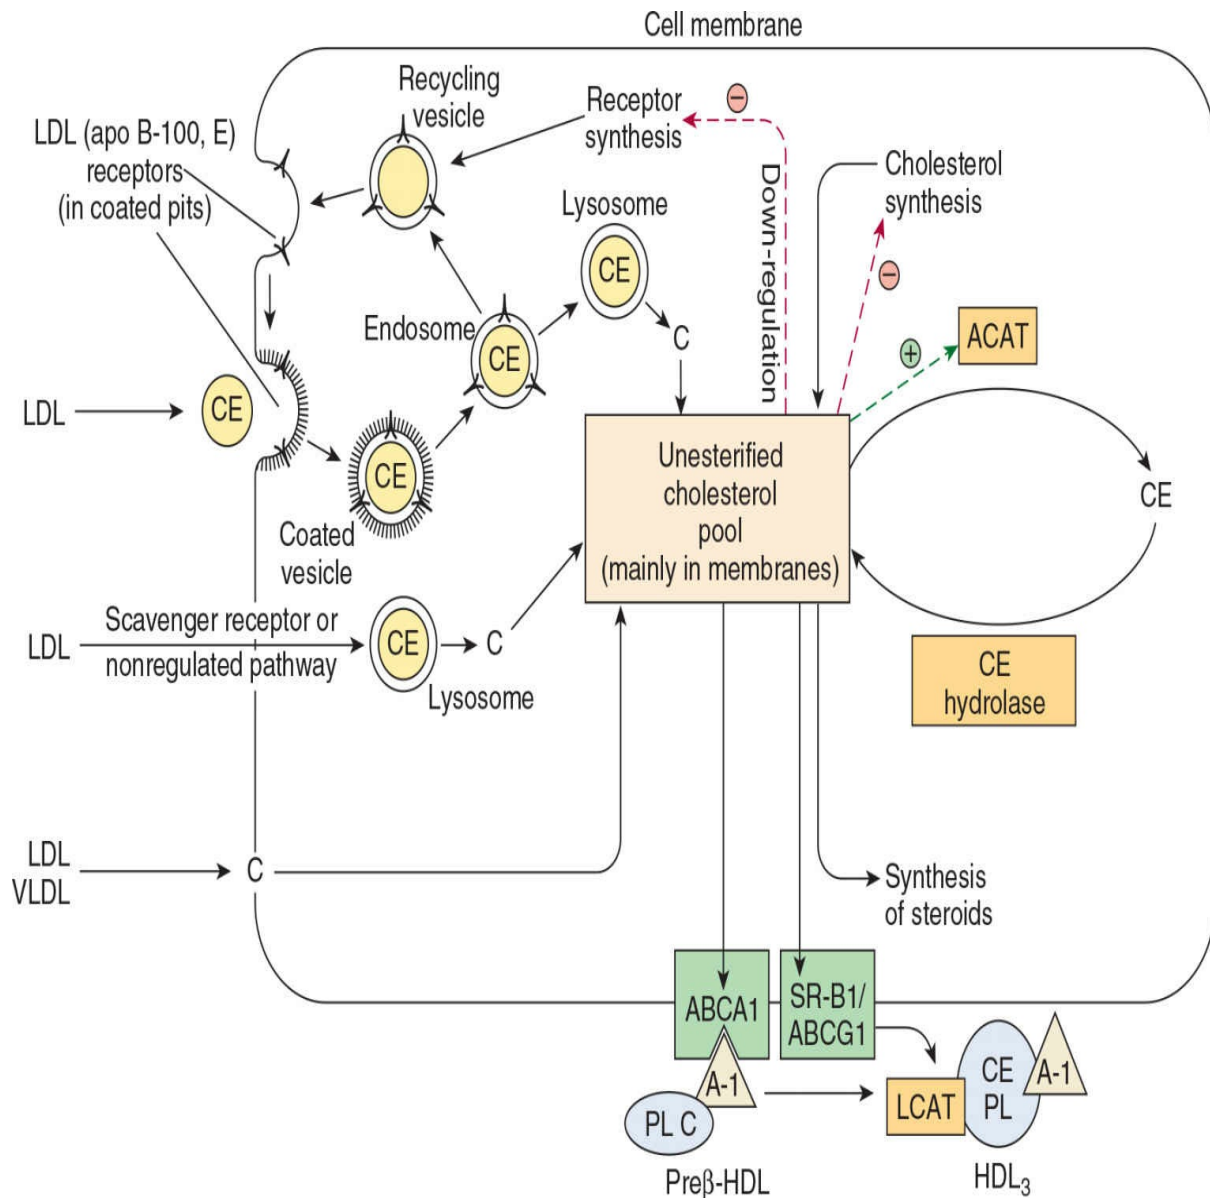 Cell membrane
Recycling
vesicle
Receptor
synthesis
−
LDL (apo B-100, E)
receptors
(in coated pits)
Cholesterol
synthesis
−
Down-regulation
Lysosome
CE
C
Endosome
CE
+
ACAT
LDL
CE
CE
Coated
vesicle
Unesterified
cholesterol
pool
(mainly in membranes)
CE
CE
hydrolase
LDL
Scavenger receptor or
nonregulated pathway
CE
C
Lysosome
LDL
VLDL
C
Synthesis
of steroids
ABCA1
SR-B1/
ABCG1
A-1
PL C
Preβ-HDL
LCAT
CE
PL
A-1
HDL₃